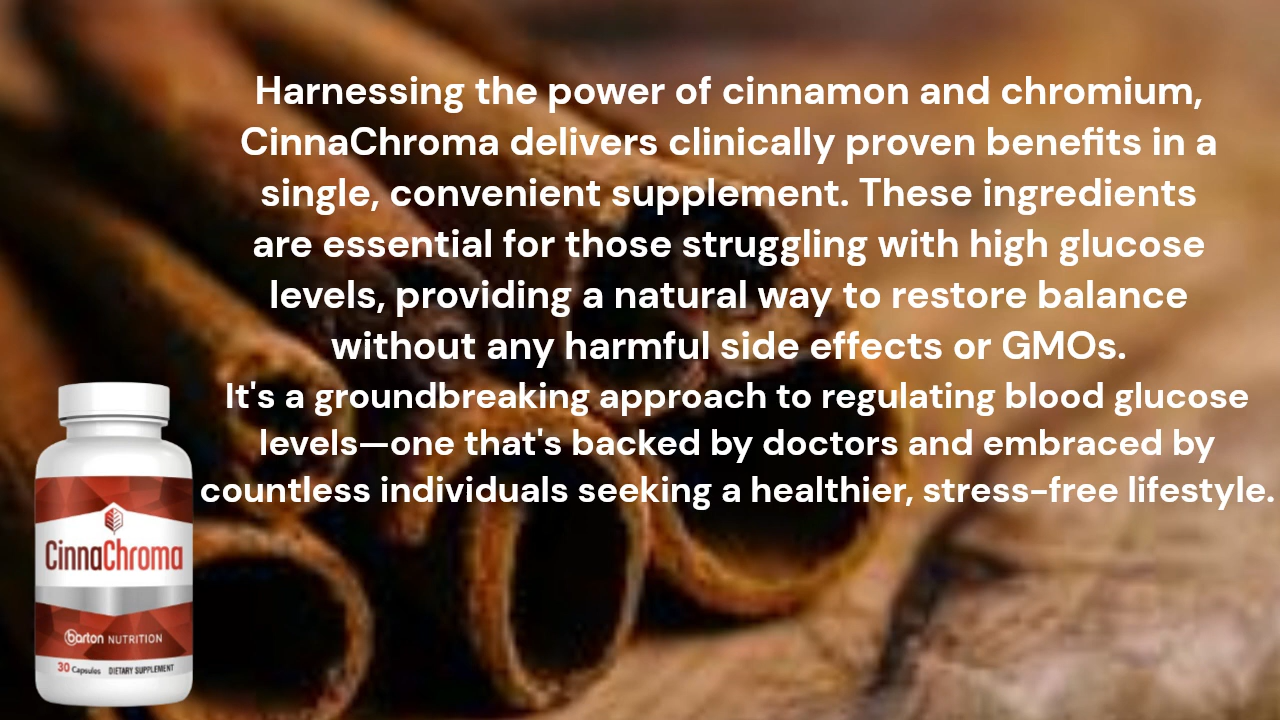 Harnessing the power of cinnamon and chromium,
CinnaChroma delivers clinically proven benefits in a
single, convenient supplement. These ingredients
are essential for those struggling with high glucose
levels, providing a natural way to restore balance
without any harmful side effects or GMOs.
It's a groundbreaking approach to regulating blood glucose
levels—one that's backed by doctors and embraced by
countless individuals seeking a healthier, stress-free lifestyle.
CinnaChroma
barton NUTRITION
30 Capsules DIETARY SUPPLEMENT